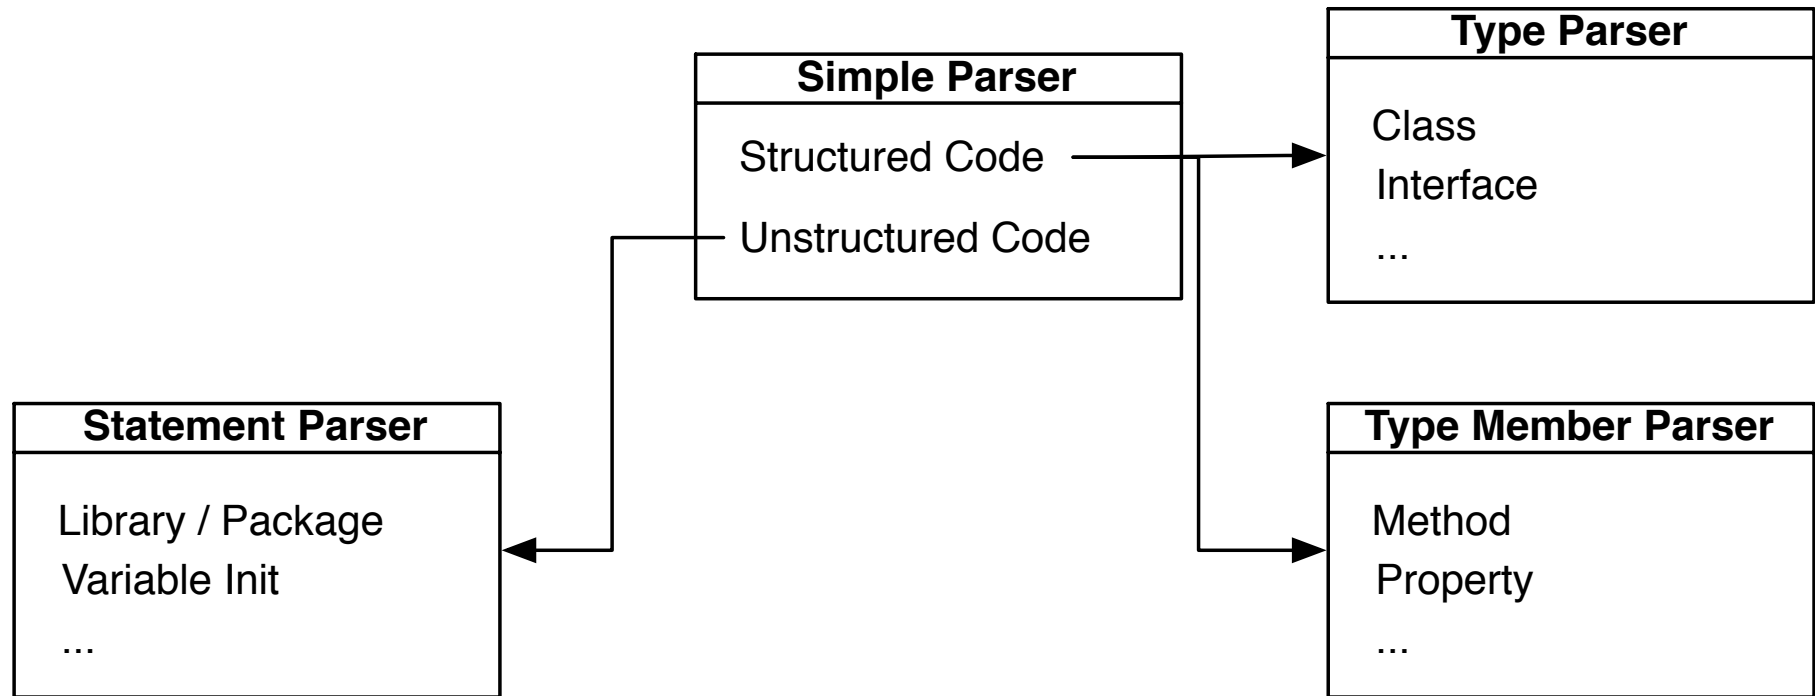 Simple Parser
Structured Code
Unstructured Code
Type Parser
Class
Interface
...
Statement Parser
Library / Package
Variable Init
...
Type Member Parser
Method
Property
...